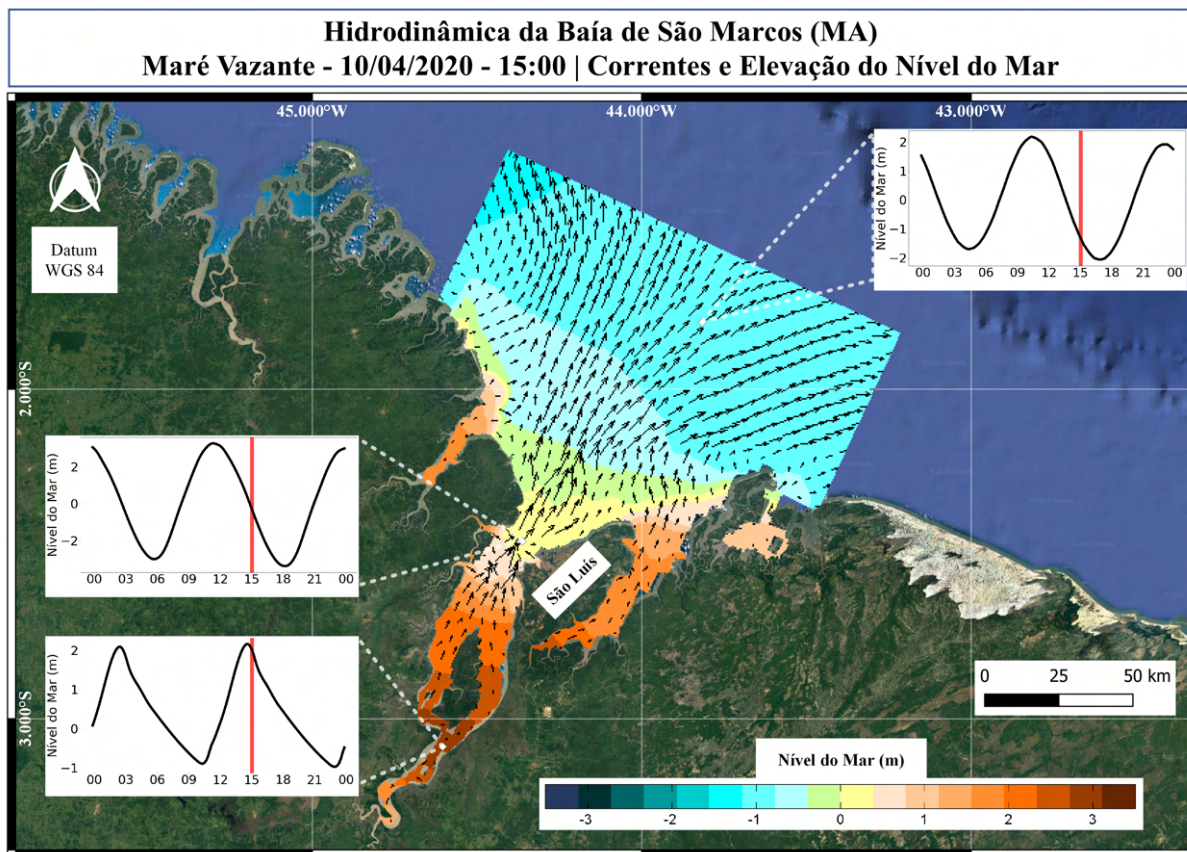 Hidrodinâmica da Baía de São Marcos (MA)
Maré Vazante - 10/04/2020 - 15:00 | Correntes e Elevação do Nível do Mar
45.000°W
44.000°W
43.000°W
Datum
WGS 84
2.000°S
3.000°S
Nível do Mar (m)
2
1
0
−1
−2
00 03 06 09 12 15 18 21 00
Nível do Mar (m)
2
0
−2
00 03 06 09 12 15 18 21 00
São Luís
Nível do Mar (m)
2
1
0
−1
00 03 06 09 12 15 18 21 00
0 25 50 km
Nível do Mar (m)
-3 -2 -1 0 1 2 3